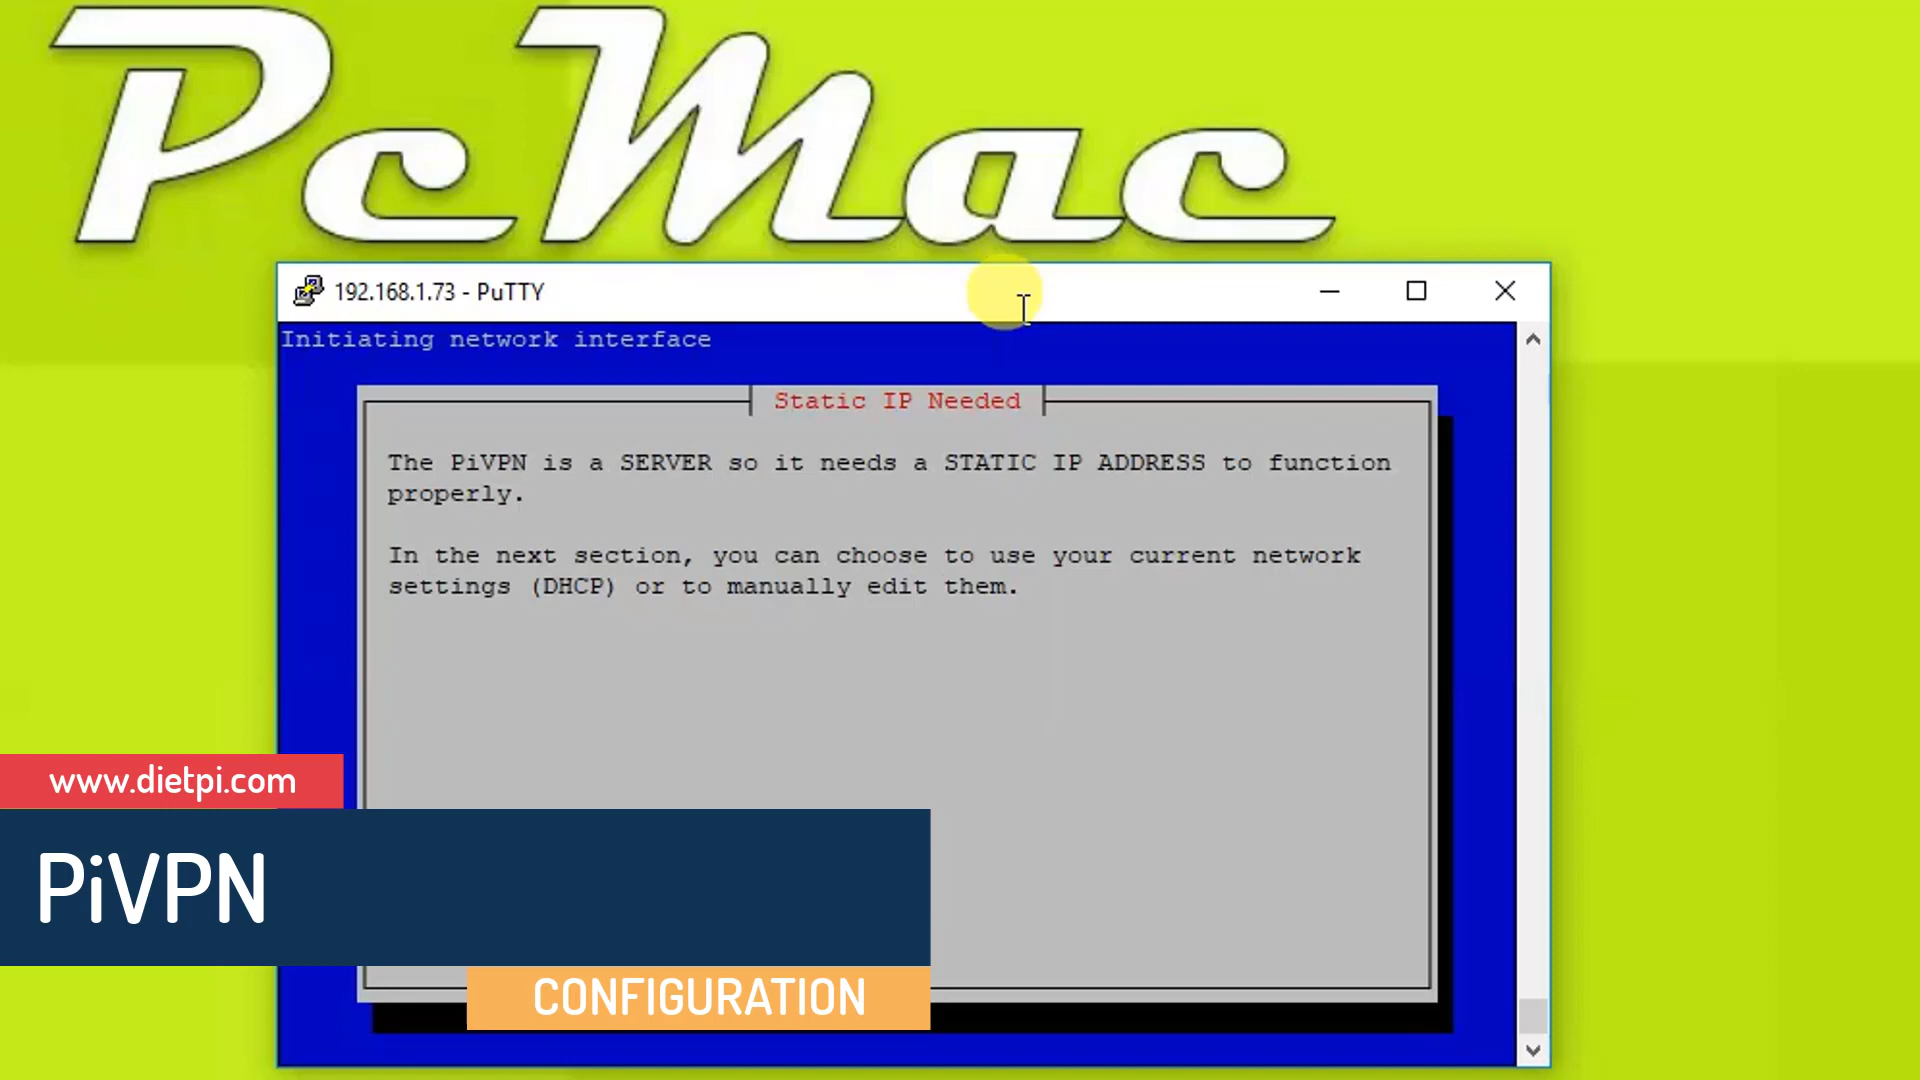 PcMac
192.168.1.73 - PuTTY
Initiating network interface
Static IP Needed
The PiVPN is a SERVER so it needs a STATIC IP ADDRESS to function
properly.
In the next section, you can choose to use your current network
settings (DHCP) or to manually edit them.
www.dietpi.com
PiVPN
CONFIGURATION